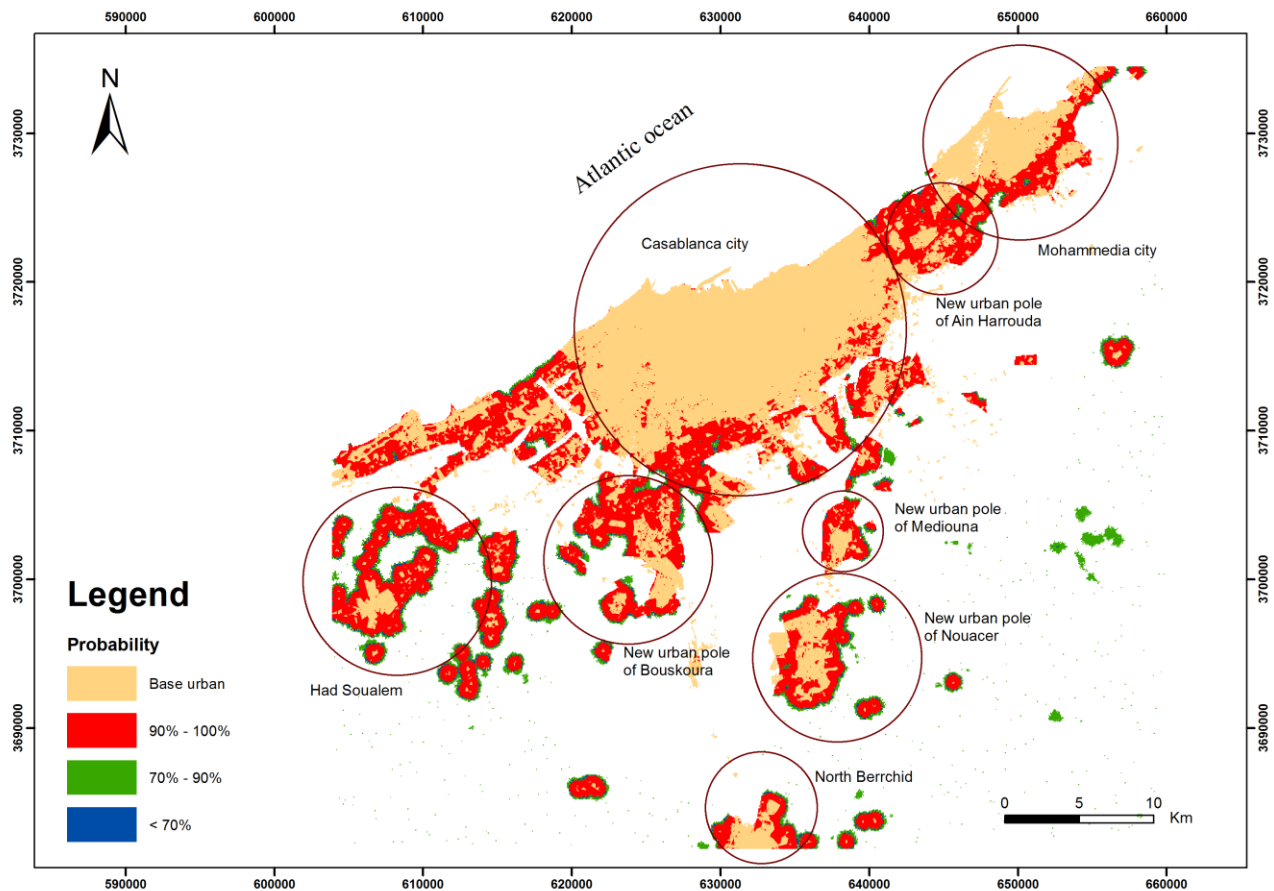 590000 600000 610000 620000 630000 640000 650000 660000
N
Atlantic ocean
3730000 3730000
Casablanca city
Mohammedia city
3720000 3720000
New urban pole
of Ain Harrouda
3710000 3710000
New urban pole
of Mediouna
3700000 3700000
Legend
Probability
Base urban
90% - 100%
70% - 90%
< 70%
New urban pole
of Nouacer
New urban pole
of Bouskoura
Had Soualem
3690000 3690000
North Berrchid
0 5 10
Km
590000 600000 610000 620000 630000 640000 650000 660000